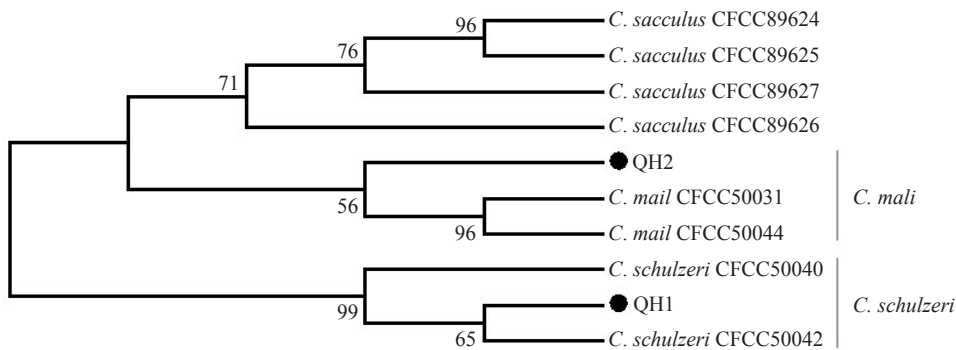 C. sacculus CFCC89624
96
C. sacculus CFCC89625
76
71
C. sacculus CFCC89627
C. sacculus CFCC89626
QH2
C. mail CFCC50031
C. mali
56
96
C. mail CFCC50044
C. schulzeri CFCC50040
QH1
C. schulzeri
99
65
C. schulzeri CFCC50042